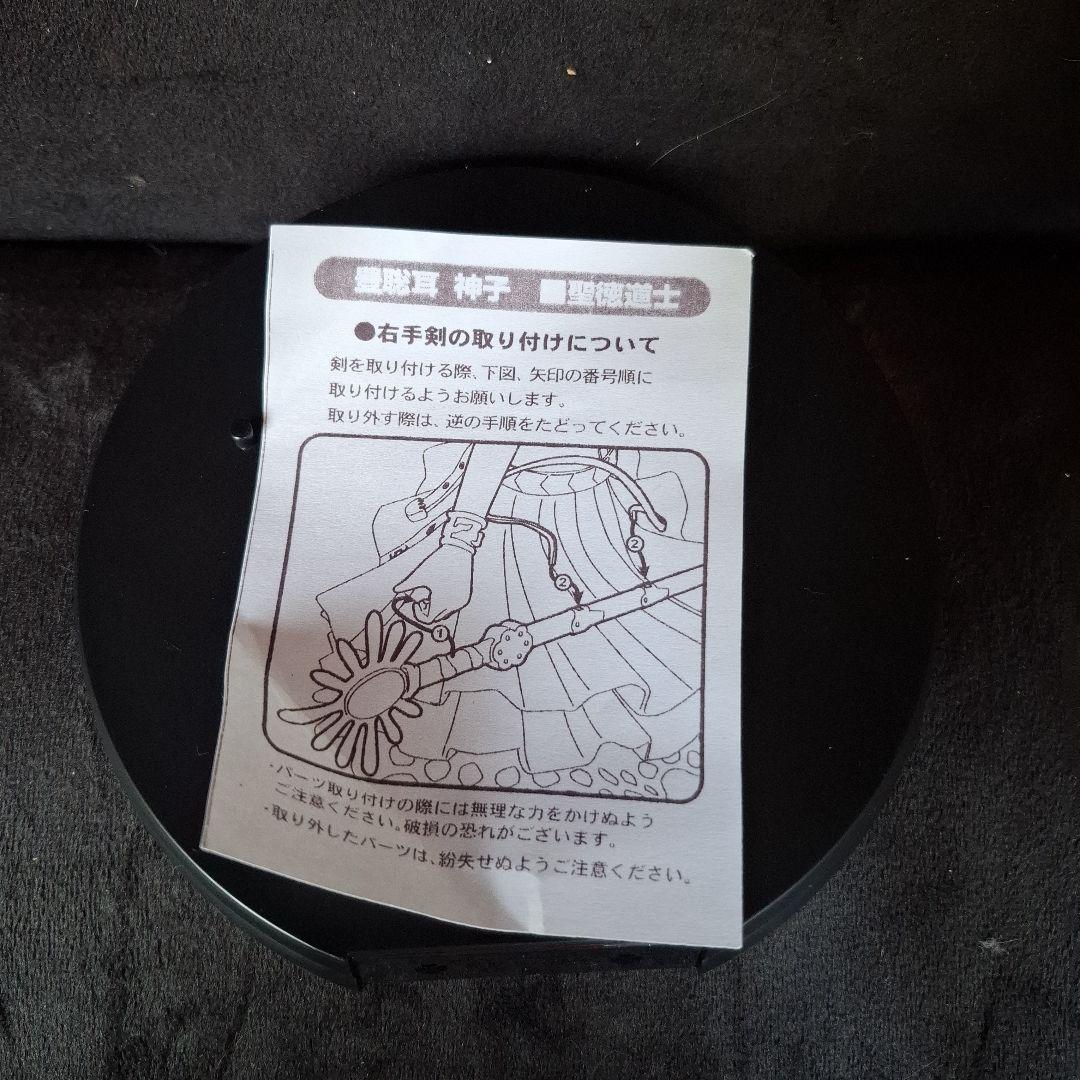 豊聡耳 神子 ■聖徳道士
●右手剣の取り付けについて
剣を取り付ける際、下図、矢印の番号順に
取り付けるようお願いします。
取り外す際は、逆の手順をたどってください。
②
②
①
・パーツ取り付けの際には無理な力をかけぬよう
ご注意ください。破損の恐れがございます。
・取り外したパーツは、紛失せぬようご注意ください。